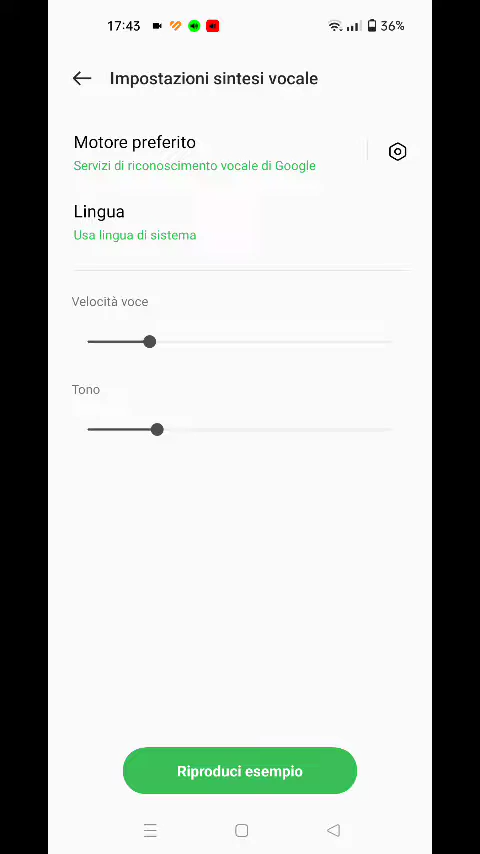 17:43
36%
Impostazioni sintesi vocale
Motore preferito
Servizi di riconoscimento vocale di Google
Lingua
Usa lingua di sistema
Velocità voce
Tono
Riproduci esempio